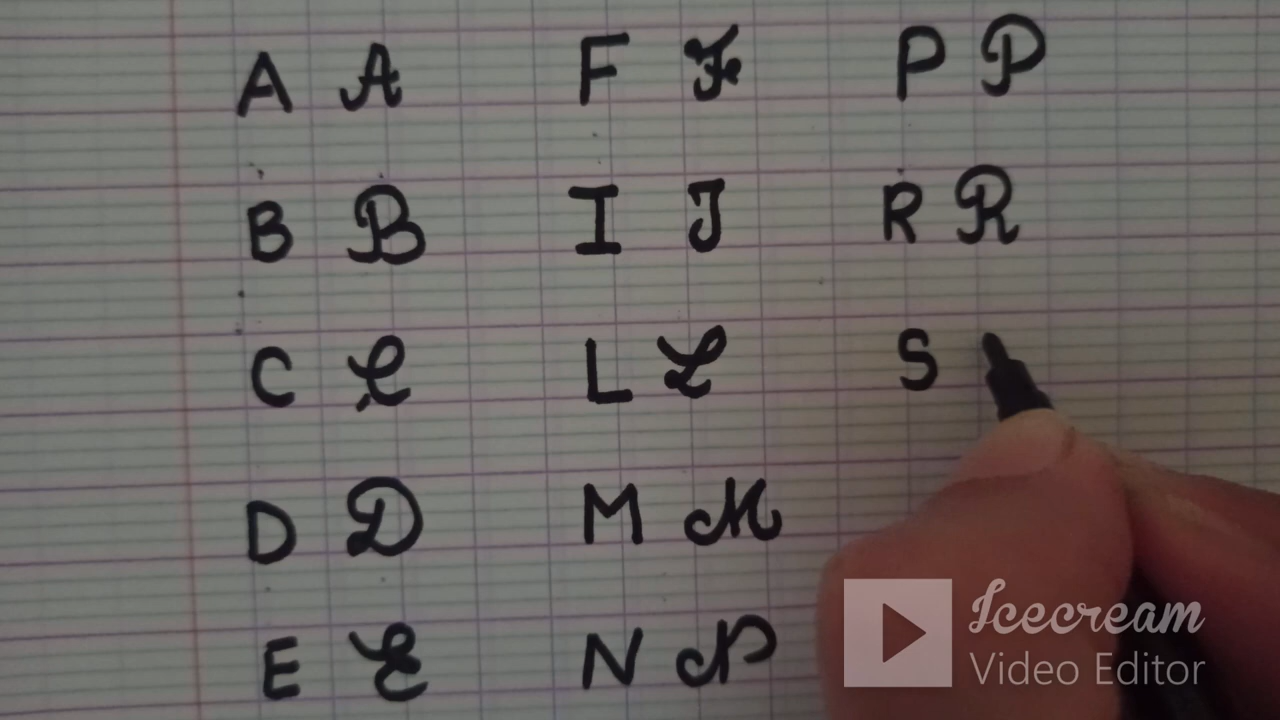 A A F F P P
B B I I R R
C C L L S
D D M M
E E N N
Icecream
Video Editor